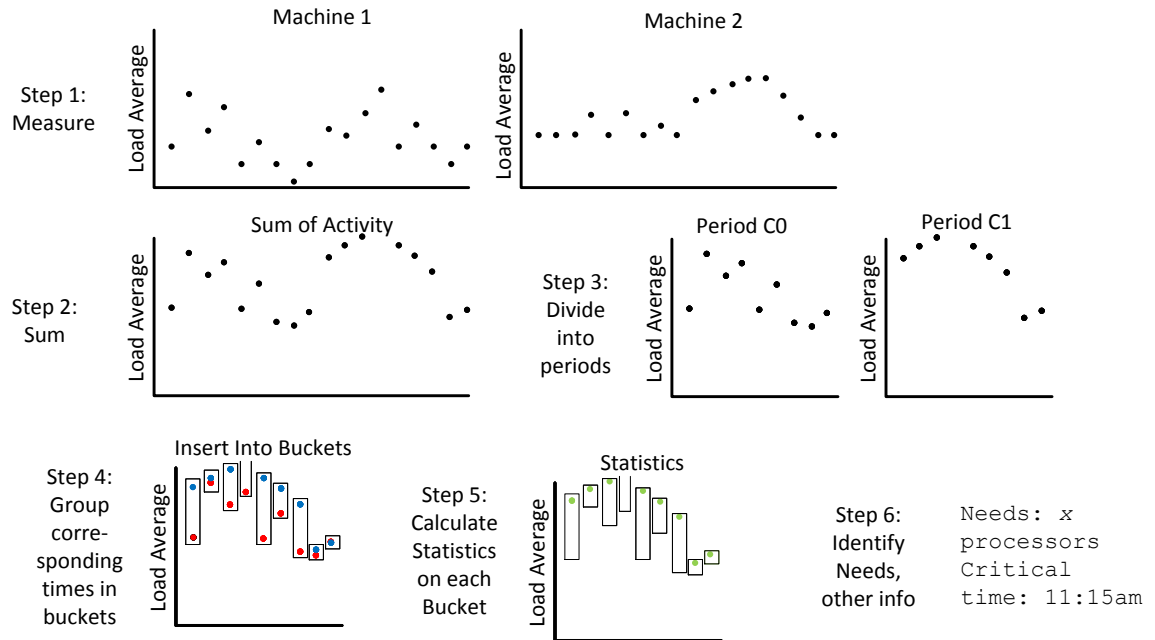 Machine 1
Machine 2
Step 1:
Measure
Load Average
Load Average
Sum of Activity
Period C0
Period C1
Step 2:
Sum
Load Average
Step 3:
Divide
into
periods
Load Average
Load Average
Insert Into Buckets
Statistics
Step 4:
Group
corre-
sponding
times in
buckets
Load Average
Step 5:
Calculate
Statistics
on each
Bucket
Load Average
Step 6:
Identify
Needs,
other info
Needs: x
processors
Critical
time: 11:15am